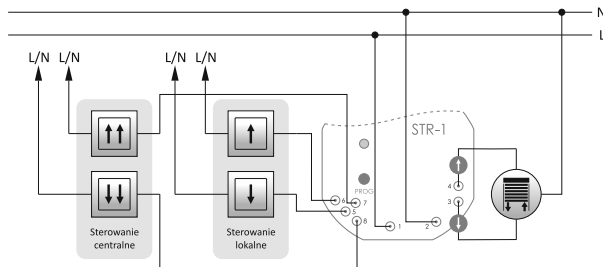 N
L
L/N L/N L/N L/N
STR-1
PROG
4
3
6 7
5
8
1
2
Sterowanie
centralne
Sterowanie
lokalne